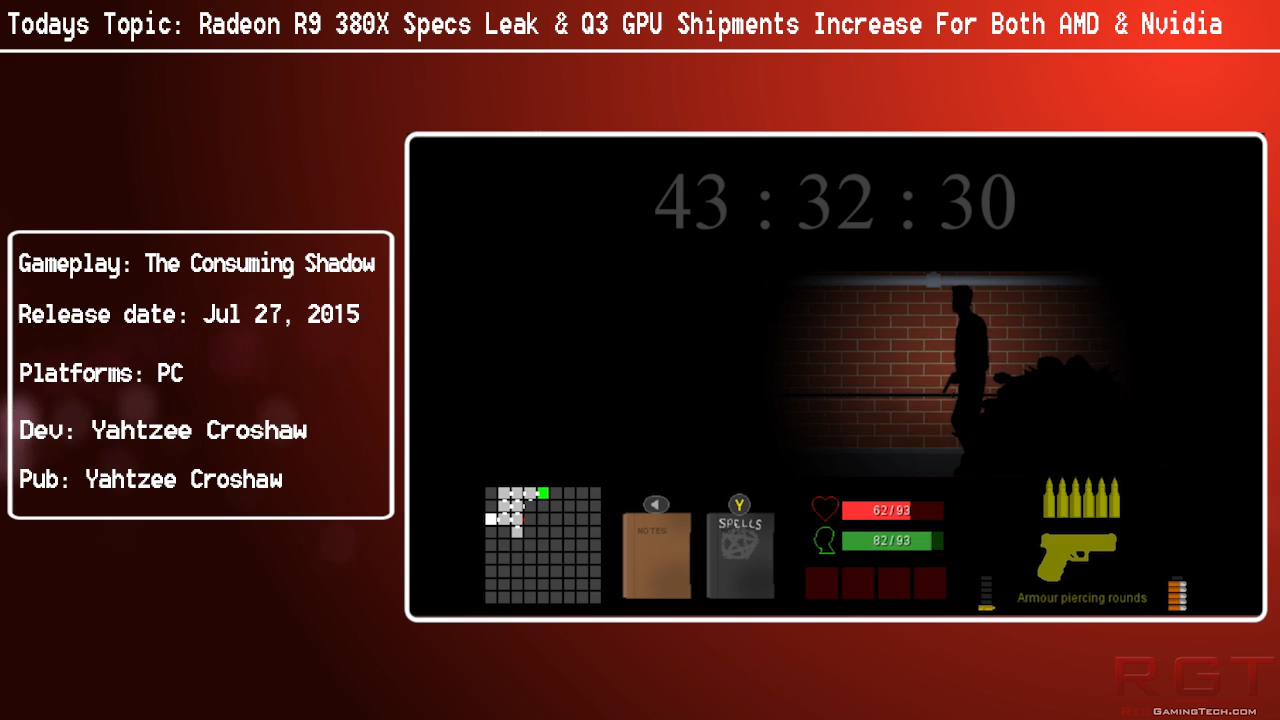 Todays Topic: Radeon R9 380X Specs Leak & Q3 GPU Shipments Increase For Both AMD & Nvidia
43 : 32 : 30
Gameplay: The Consuming Shadow
Release date: Jul 27, 2015
Platforms: PC
Dev: Yahtzee Croshaw
Pub: Yahtzee Croshaw
Y
NOTES
SPELLS
62 / 93
82 / 93
Armour piercing rounds
RGT
RedGamingTech.com